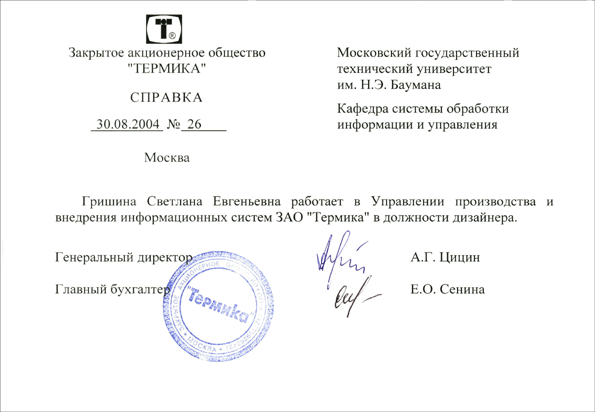 Т®
Закрытое акционерное общество
"ТЕРМИКА"
СПРАВКА
30.08.2004 № 26
Москва
Московский государственный
технический университет
им. Н.Э. Баумана
Кафедра системы обработки
информации и управления
Гришина Светлана Евгеньевна работает в Управлении производства и
внедрения информационных систем ЗАО "Термика" в должности дизайнера.
Генеральный директор
А.Г. Цицин
Главный бухгалтер
Е.О. Сенина
"Термика"
МОСКВА